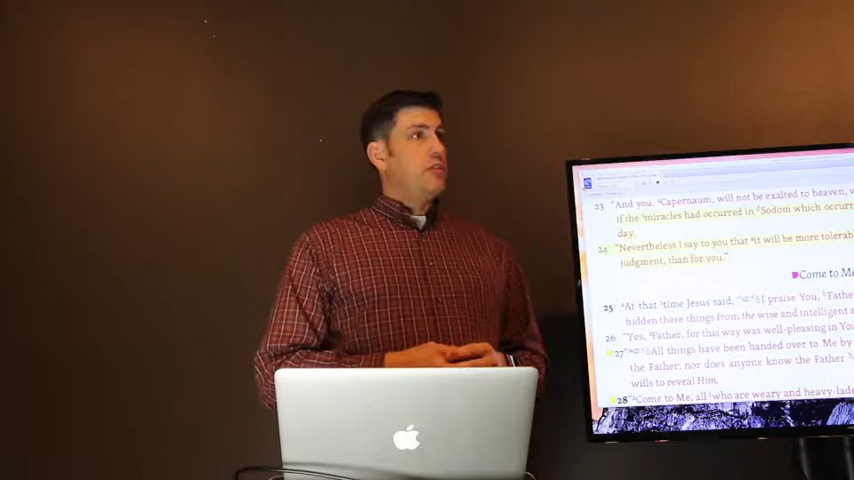 23 "And you, Capernaum, will not be exalted to heaven, w
if the miracles had occurred in Sodom which occurr
day.
24 "Nevertheless I say to you that it will be more tolerab
judgment, than for you."
Come to Me
25 "At that time Jesus said, "I praise You, Father
hidden these things from the wise and intelligent a
26 "Yes, Father, for this way was well-pleasing in You
27 "All things have been handed over to Me by
the Father; nor does anyone know the Father, exc
wills to reveal Him.
28 "Come to Me, all who are weary and heavy-lade